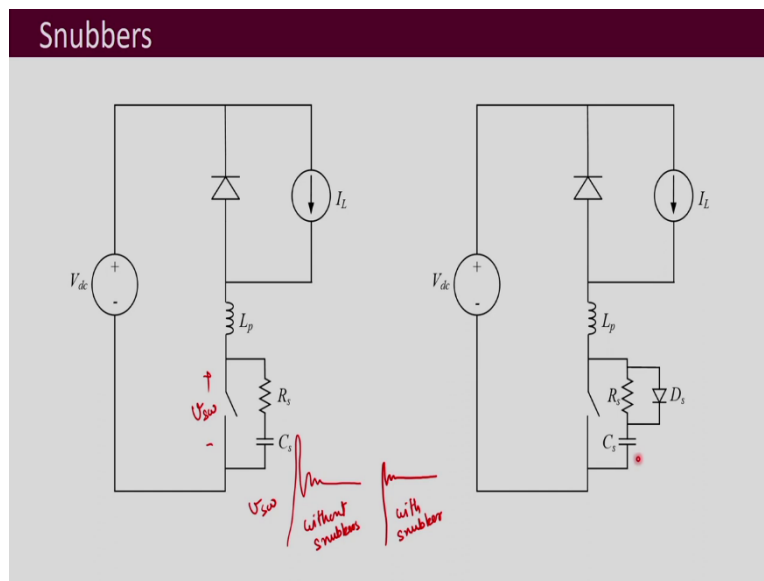 Snubbers
I_L
I_L
V_dc
+
-
V_dc
+
-
L_p
L_p
+
v_sw
-
R_s
R_s
D_s
C_s
C_s
v_sw
without
snubbers
with
snubber